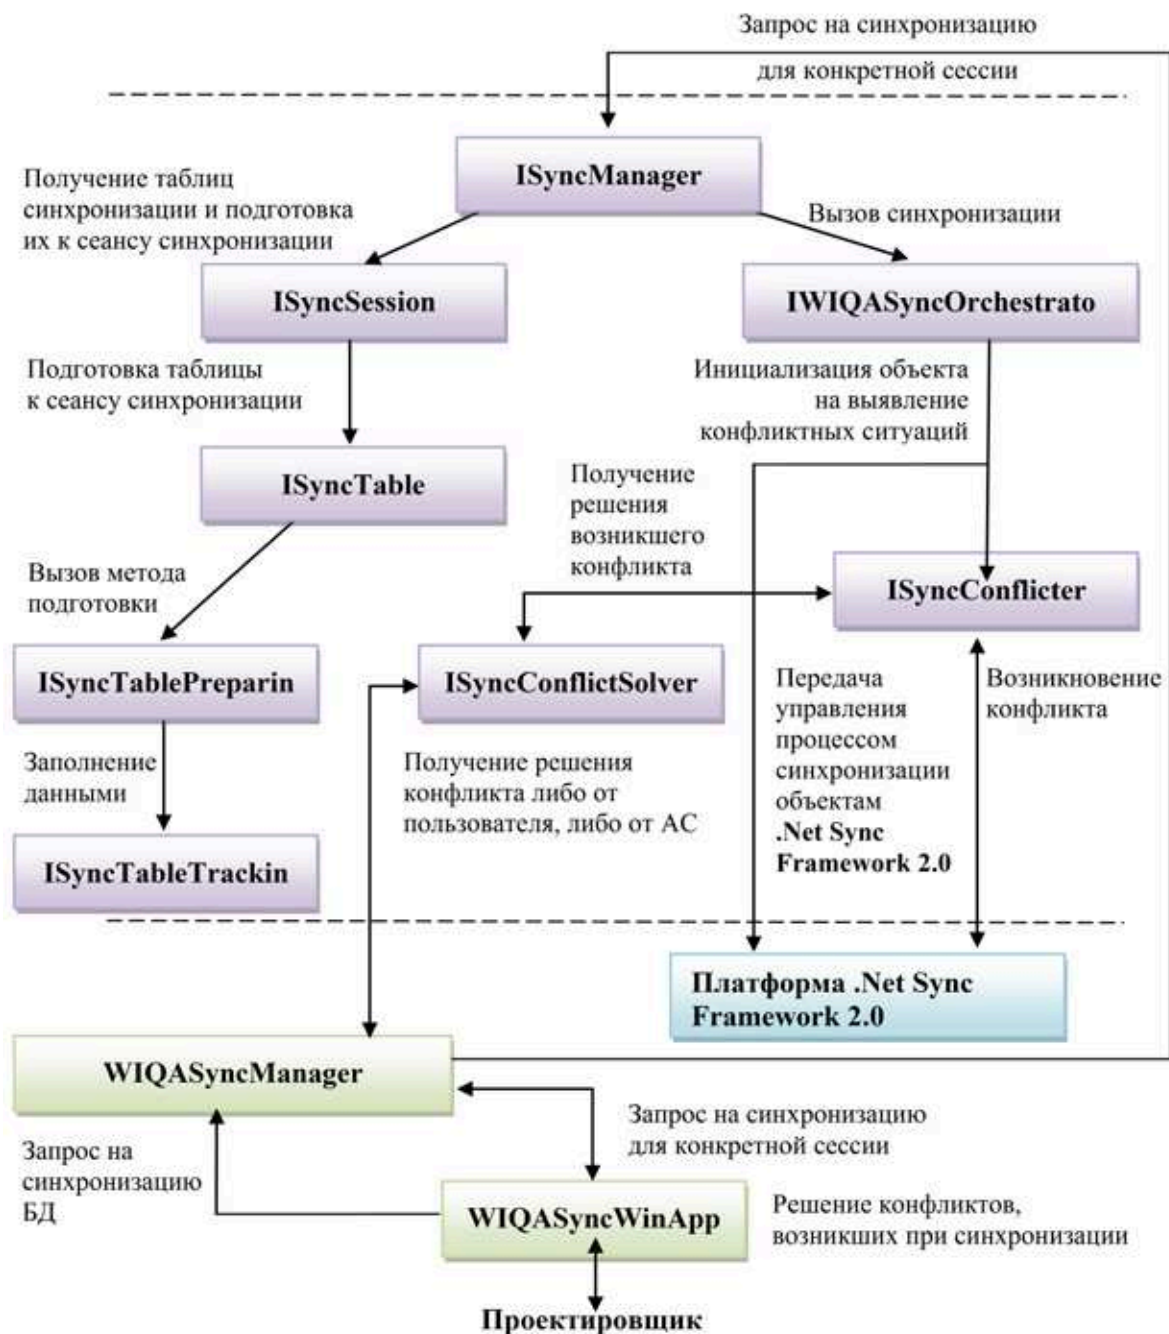 Запрос на синхронизацию
для конкретной сессии
ISyncManager
Получение таблиц
синхронизации и подготовка
их к сеансу синхронизации
Вызов синхронизации
ISyncSession
IWIQASyncOrchestrato
Подготовка таблицы
к сеансу синхронизации
Инициализация объекта
на выявление
конфликтных ситуаций
ISyncTable
Получение
решения
возникшего
конфликта
Вызов метода
подготовки
ISyncConflicter
ISyncTablePreparin
ISyncConflictSolver
Передача
управления
процессом
синхронизации
объектам
.Net Sync
Framework 2.0
Возникновение
конфликта
Заполнение
данными
Получение решения
конфликта либо от
пользователя, либо от АС
ISyncTableTrackin
Платформа .Net Sync
Framework 2.0
WIQASyncManager
Запрос на синхронизацию
для конкретной сессии
Запрос на
синхронизацию
БД
WIQASyncWinApp
Решение конфликтов,
возникших при синхронизации
Проектировщик